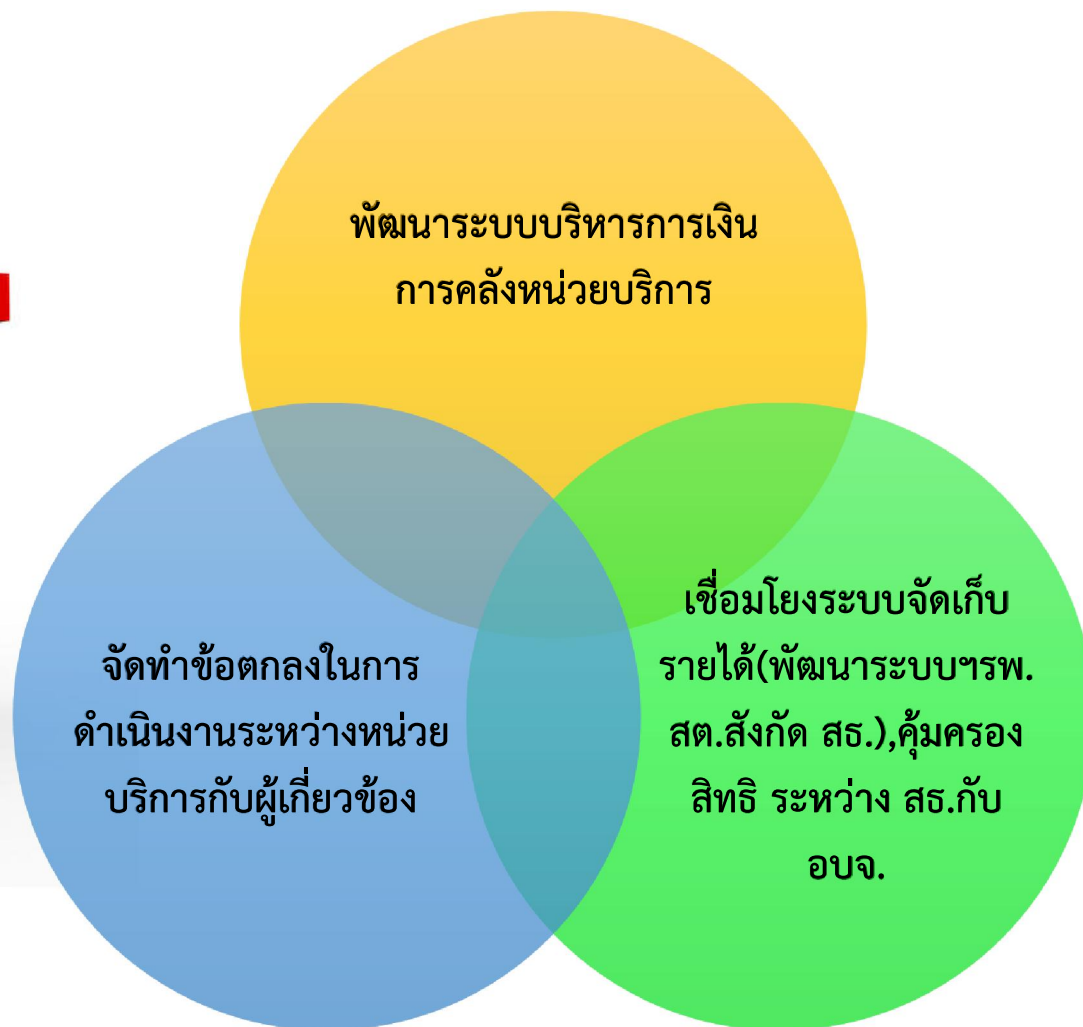 พัฒนาระบบบริหารการเงิน
การคลังหน่วยบริการ
จัดทำข้อตกลงในการ
ดำเนินงานระหว่างหน่วย
บริการกับผู้เกี่ยวข้อง
เชื่อมโยงระบบจัดเก็บ
รายได้(พัฒนาระบบฯรพ.
สต.สังกัด สธ.),คุ้มครอง
สิทธิ ระหว่าง สธ.กับ
อบจ.